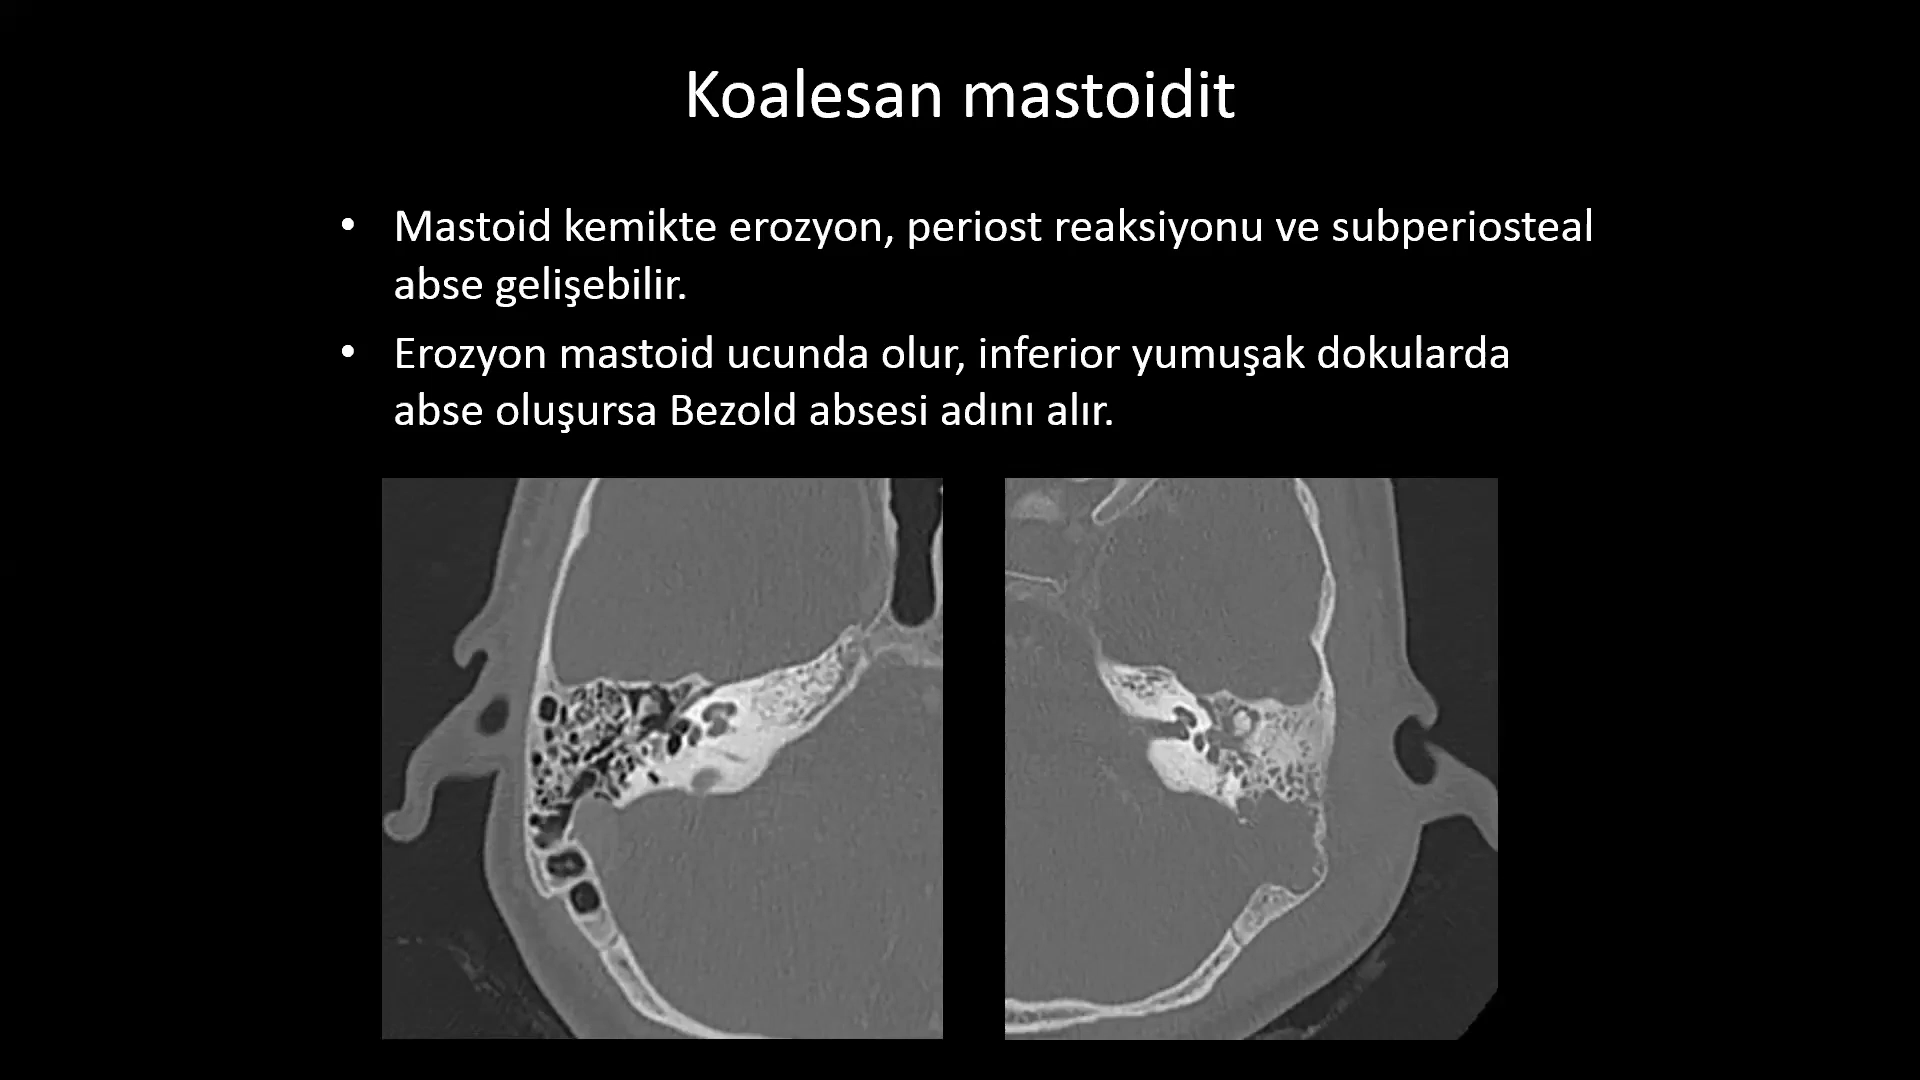 Koalesan mastoidit
• Mastoid kemikte erozyon, periost reaksiyonu ve subperiosteal
abse gelişebilir.
• Erozyon mastoid ucunda olur, inferior yumuşak dokularda
abse oluşursa Bezold absesi adını alır.